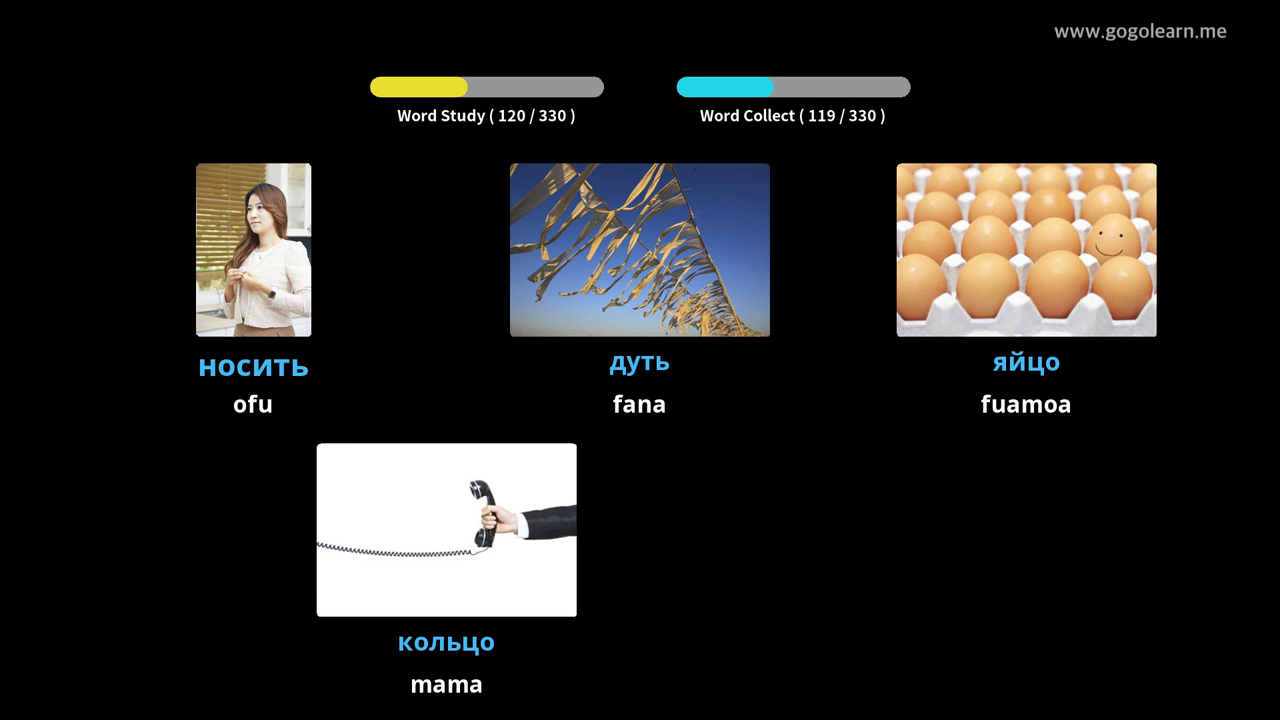 www.gogolearn.me
Word Study ( 120 / 330 )
Word Collect ( 119 / 330 )
носить
ofu
дуть
fana
яйцо
fuamoa
кольцо
mama